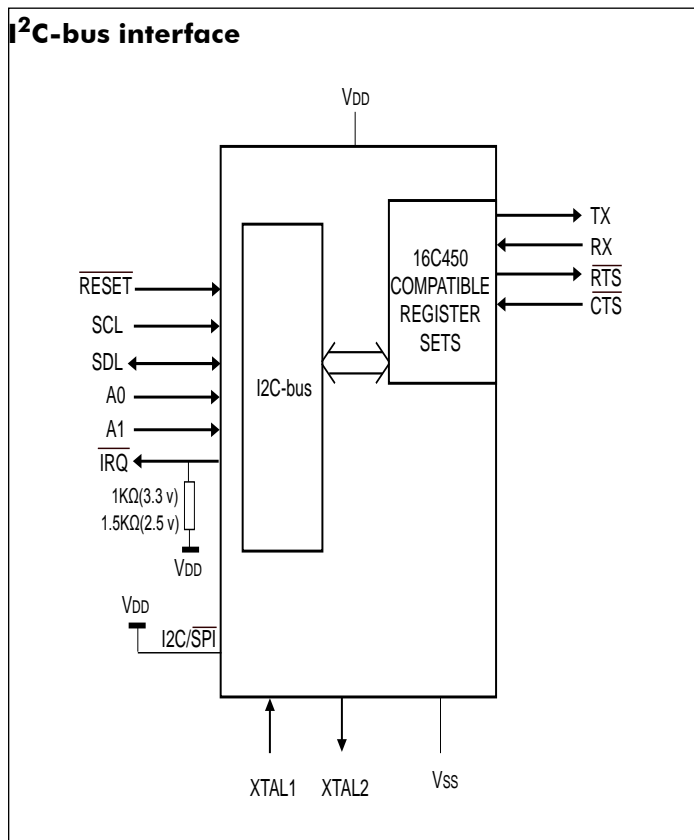 I²C-bus interface
VDD
TX
RX
RTS
CTS
16C450
COMPATIBLE
REGISTER
SETS
RESET
SCL
SDL
A0
A1
IRQ
I2C-bus
1KΩ(3.3 v)
1.5KΩ(2.5 v)
VDD
VDD
I2C/SPI
XTAL1
XTAL2
VSS